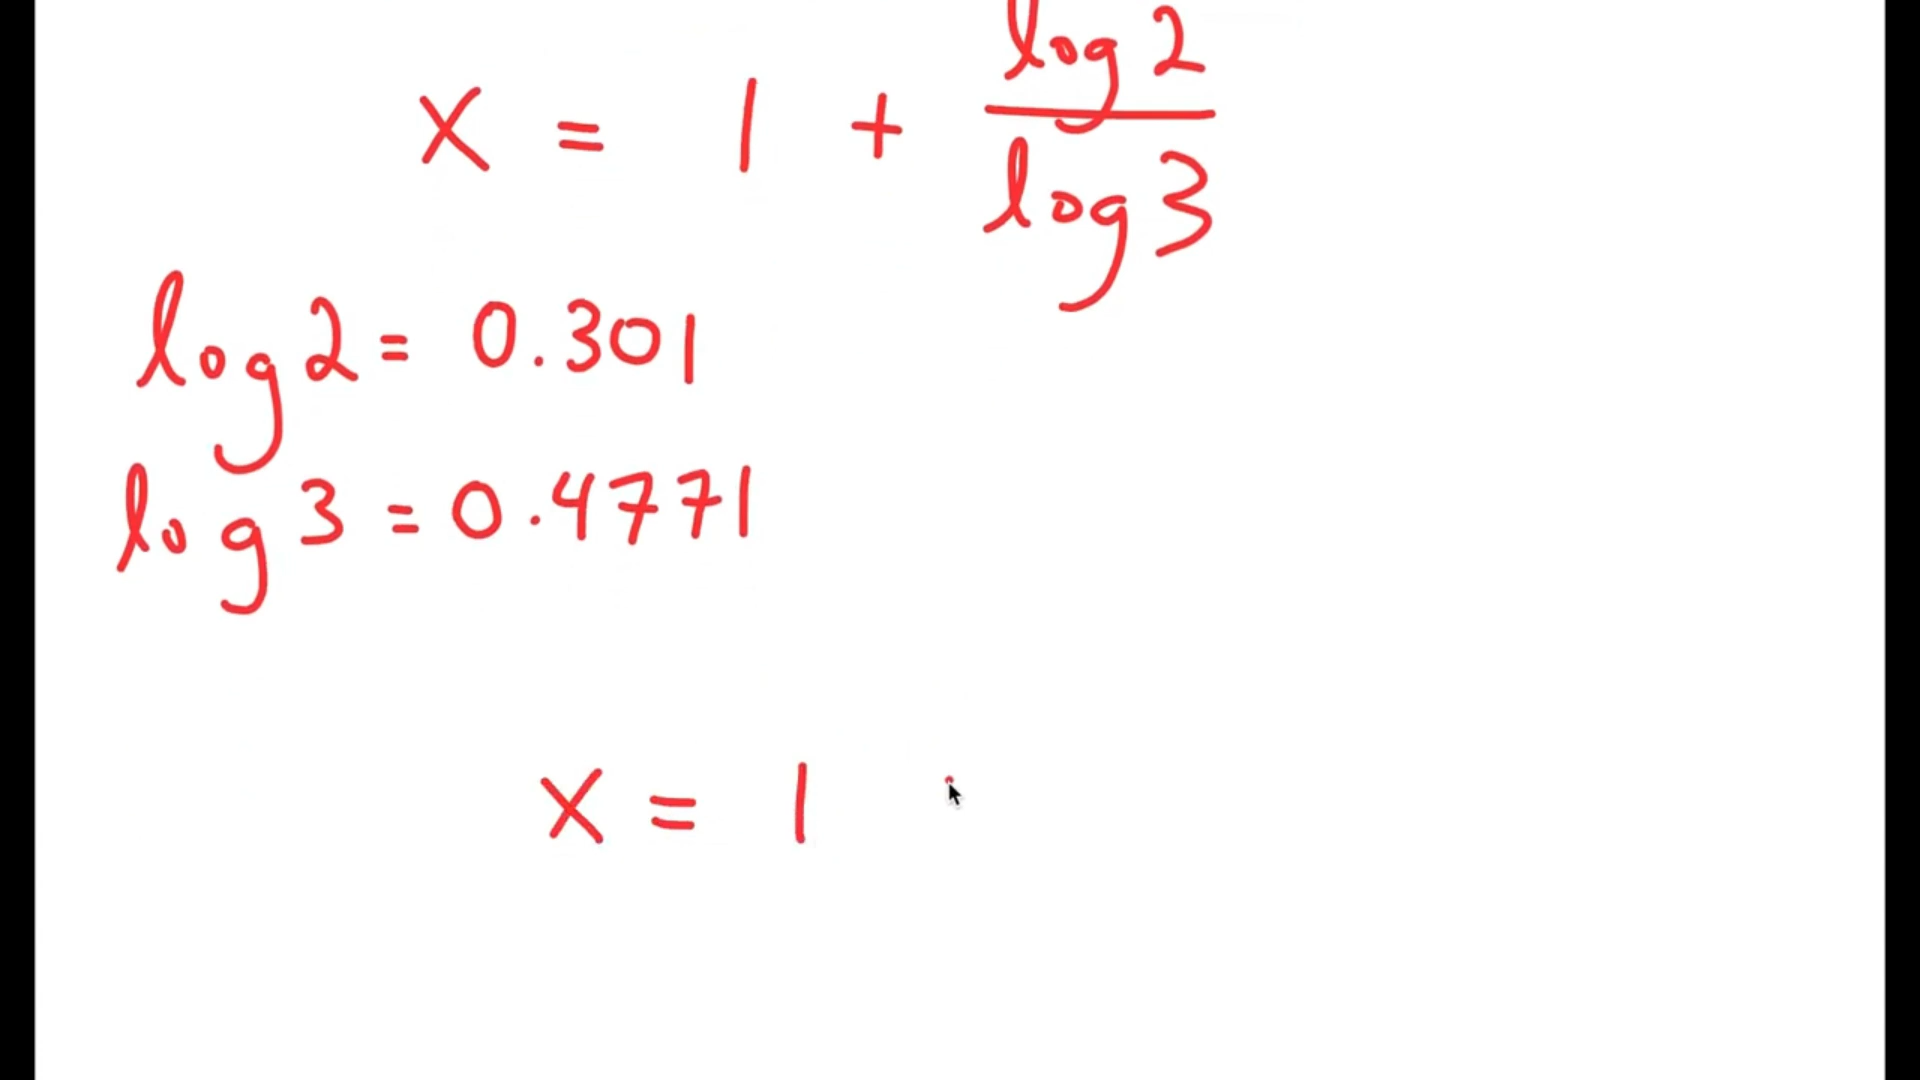 x = 1 + log 2 / log 3
log 2 = 0.301
log 3 = 0.4771
x = 1